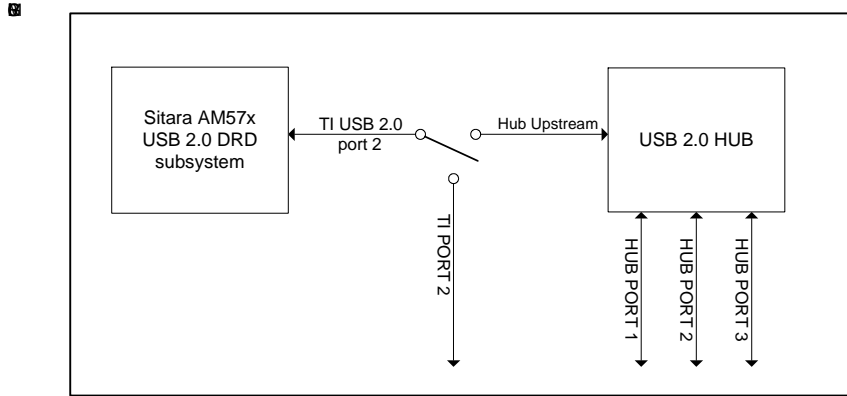 Sitara AM57x
USB 2.0 DRD
subsystem
TI USB 2.0
port 2
Hub Upstream
USB 2.0 HUB
TI PORT 2
HUB PORT 1
HUB PORT 2
HUB PORT 3